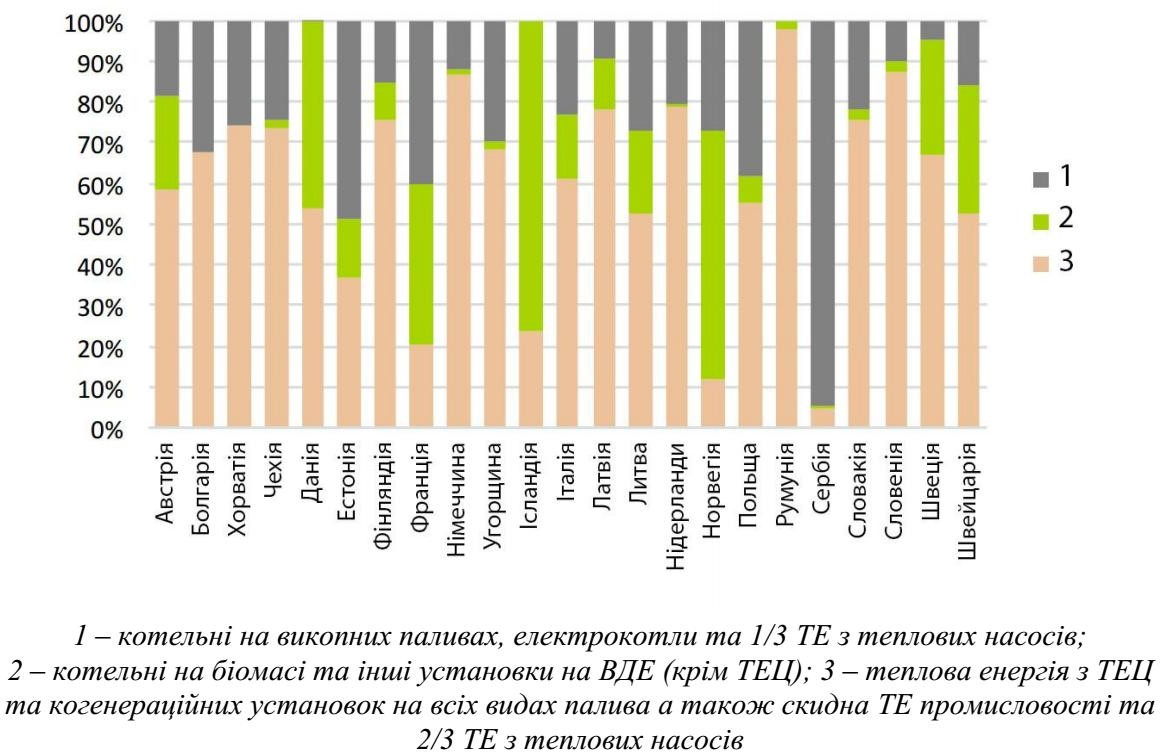 100%
90%
80%
70%
60%
50%
40%
30%
20%
10%
0%
Австрія
Болгарія
Хорватія
Чехія
Данія
Естонія
Фінляндія
Франція
Німеччина
Угорщина
Ісландія
Італія
Латвія
Литва
Нідерланди
Норвегія
Польща
Румунія
Сербія
Словакія
Словенія
Швеція
Швейцарія
1
2
3
1 – котельні на викопних паливах, електрокотли та 1/3 ТЕ з теплових насосів;
2 – котельні на біомасі та інші установки на ВДЕ (крім ТЕЦ); 3 – теплова енергія з ТЕЦ
та когенераційних установок на всіх видах палива а також скидна ТЕ промисловості та
2/3 ТЕ з теплових насосів